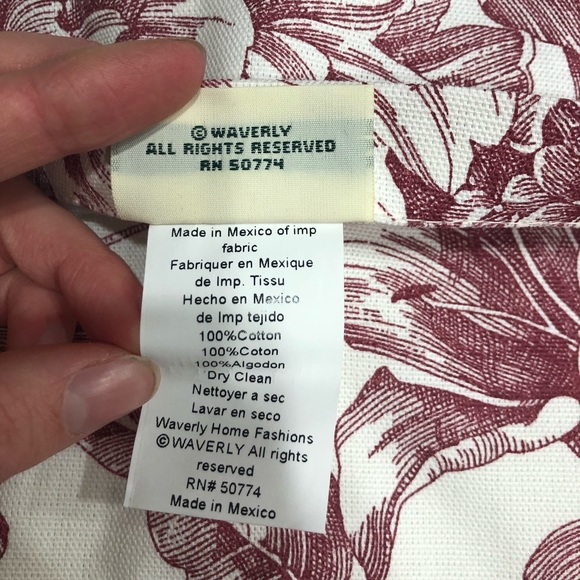 © WAVERLY
ALL RIGHTS RESERVED
RN 50774
Made in Mexico of imp
fabric
Fabriquer en Mexique
de Imp. Tissu
Hecho en Mexico
de Imp tejido
100%Cotton
100%Coton
100%Algodon
Dry Clean
Nettoyer a sec
Lavar en seco
Waverly Home Fashions
©WAVERLY All rights
reserved
RN# 50774
Made in Mexico